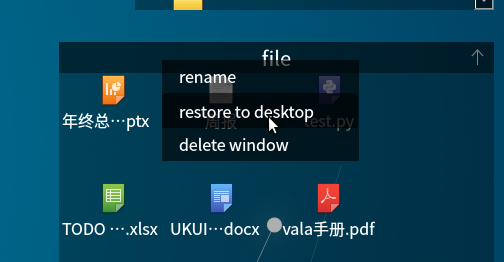 file
rename
restore to desktop
delete window
年终总…ptx
周报
test.py
TODO ….xlsx
UKUI…docx
vala手册.pdf